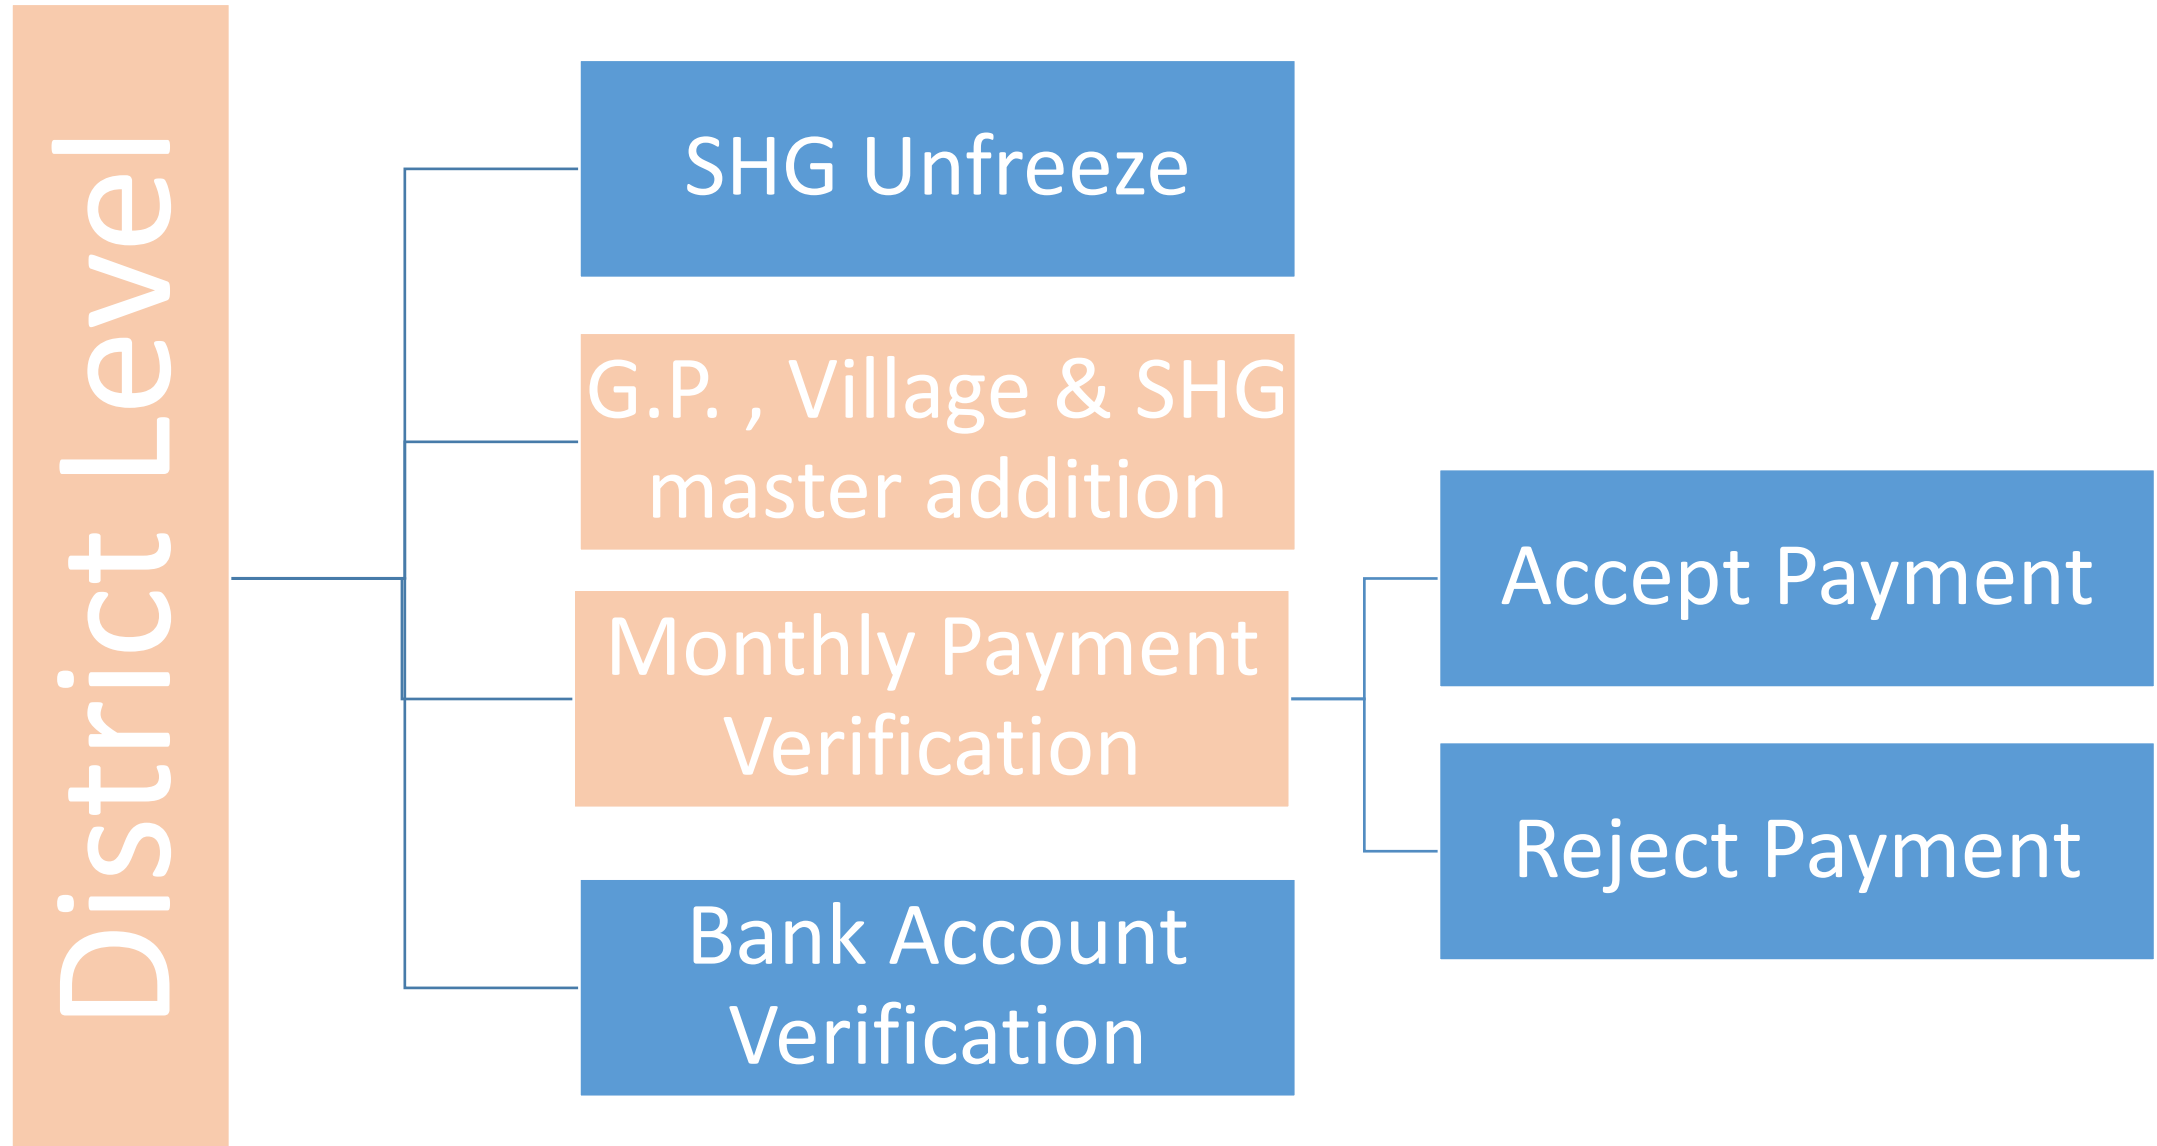 District Level
SHG Unfreeze
G.P. , Village & SHG
master addition
Monthly Payment
Verification
Bank Account
Verification
Accept Payment
Reject Payment